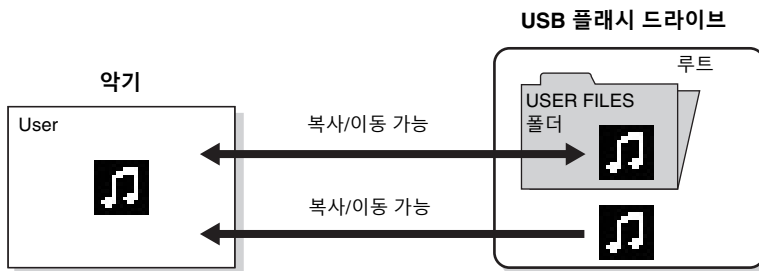 USB 플래시 드라이브
루트
악기
USER FILES
폴더
User
복사/이동 가능
복사/이동 가능